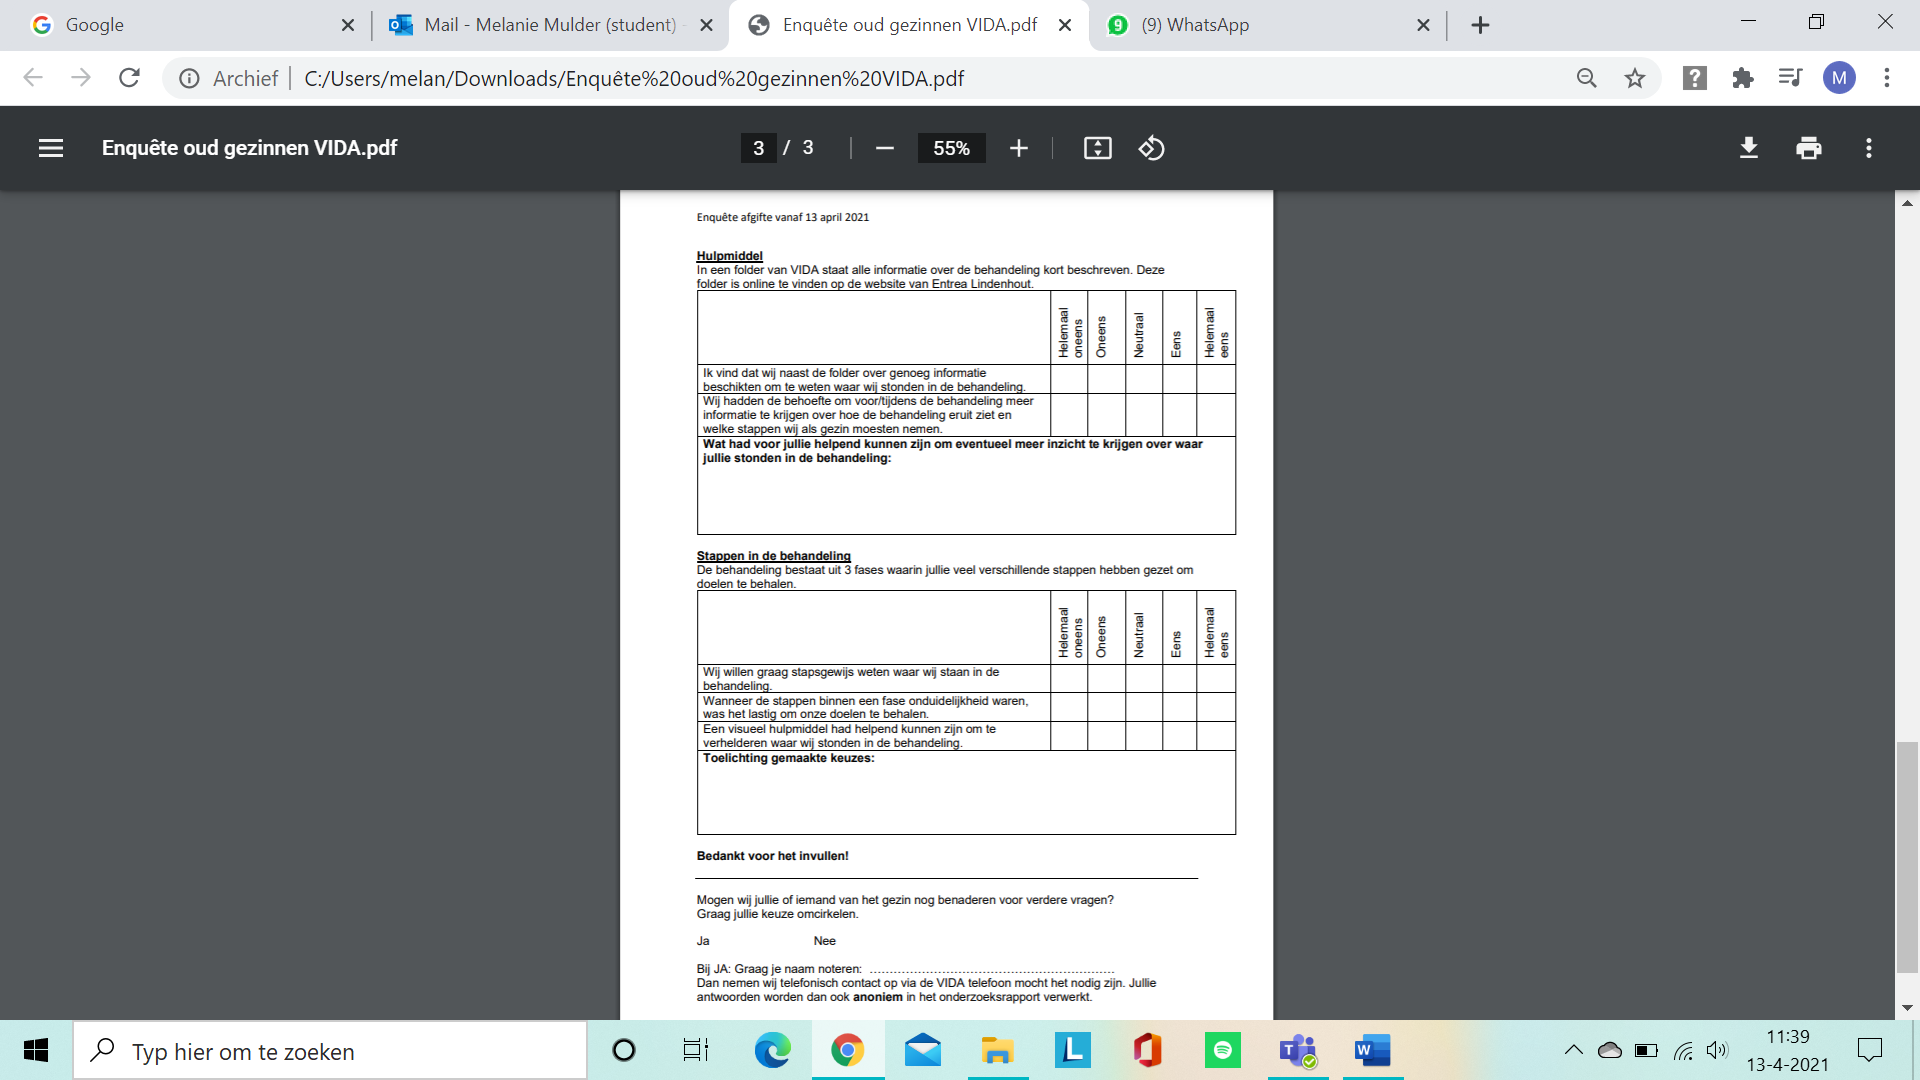 Google
Mail - Melanie Mulder (student) -
Enquête oud gezinnen VIDA.pdf
9
(9) WhatsApp
Archief
C:/Users/melan/Downloads/Enquête%20oud%20gezinnen%20VIDA.pdf
M
Enquête oud gezinnen VIDA.pdf
3 / 3
55%
Enquête afgifte vanaf 13 april 2021
Hulpmiddel
In een folder van VIDA staat alle informatie over de behandeling kort beschreven. Deze
folder is online te vinden op de website van Entrea Lindenhout.
Helemaal
oneens
Oneens
Neutraal
Eens
Helemaal
eens
Ik vind dat wij naast de folder over genoeg informatie
beschikten om te weten waar wij stonden in de behandeling.
Wij hadden de behoefte om voor/tijdens de behandeling meer
informatie te krijgen over hoe de behandeling eruit ziet en
welke stappen wij als gezin moesten nemen.
Wat had voor jullie helpend kunnen zijn om eventueel meer inzicht te krijgen over waar
jullie stonden in de behandeling:
Stappen in de behandeling
De behandeling bestaat uit 3 fases waarin jullie veel verschillende stappen hebben gezet om
doelen te behalen.
Helemaal
oneens
Oneens
Neutraal
Eens
Helemaal
eens
Wij willen graag stapsgewijs weten waar wij staan in de
behandeling.
Wanneer de stappen binnen een fase onduidelijkheid waren,
was het lastig om onze doelen te behalen.
Een visueel hulpmiddel had helpend kunnen zijn om te
verhelderen waar wij stonden in de behandeling.
Toelichting gemaakte keuzes:
Bedankt voor het invullen!
Mogen wij jullie of iemand van het gezin nog benaderen voor verdere vragen?
Graag jullie keuze omcirkelen.
Ja Nee
Bij JA: Graag je naam noteren: .............................................................
Dan nemen wij telefonisch contact op via de VIDA telefoon mocht het nodig zijn. Jullie
antwoorden worden dan ook anoniem in het onderzoeksrapport verwerkt.
Typ hier om te zoeken
L
T
W
11:39
13-4-2021